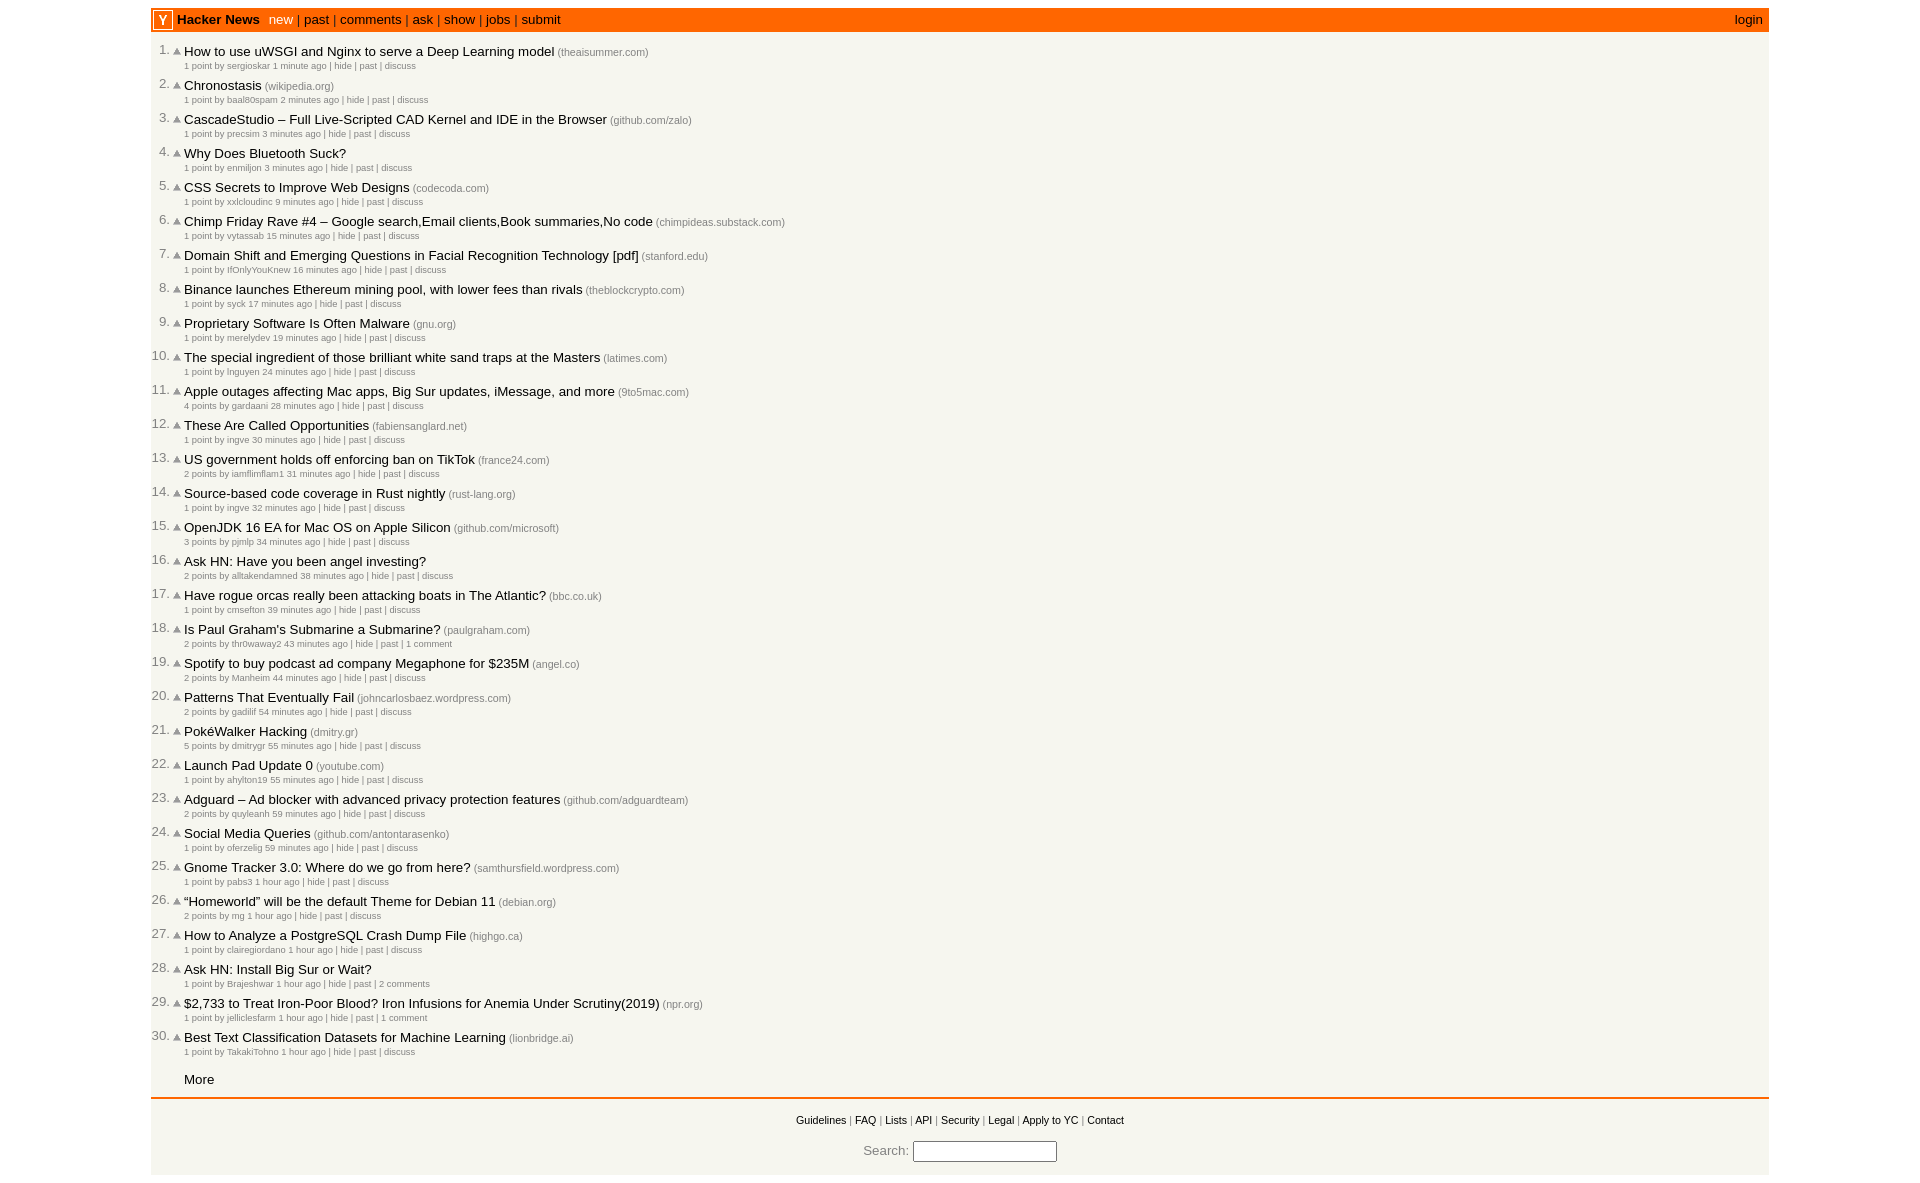 Y Hacker News new | past | comments | ask | show | jobs | submit login
1. How to use uWSGI and Nginx to serve a Deep Learning model (theaisummer.com)
1 point by sergioskar 1 minute ago | hide | past | discuss
2. Chronostasis (wikipedia.org)
1 point by baal80spam 2 minutes ago | hide | past | discuss
3. CascadeStudio – Full Live-Scripted CAD Kernel and IDE in the Browser (github.com/zalo)
1 point by precsim 3 minutes ago | hide | past | discuss
4. Why Does Bluetooth Suck?
1 point by enmiljon 3 minutes ago | hide | past | discuss
5. CSS Secrets to Improve Web Designs (codecoda.com)
1 point by xxlcloudinc 9 minutes ago | hide | past | discuss
6. Chimp Friday Rave #4 – Google search,Email clients,Book summaries,No code (chimpideas.substack.com)
1 point by vytassab 15 minutes ago | hide | past | discuss
7. Domain Shift and Emerging Questions in Facial Recognition Technology [pdf] (stanford.edu)
1 point by IfOnlyYouKnew 16 minutes ago | hide | past | discuss
8. Binance launches Ethereum mining pool, with lower fees than rivals (theblockcrypto.com)
1 point by syck 17 minutes ago | hide | past | discuss
9. Proprietary Software Is Often Malware (gnu.org)
1 point by merelydev 19 minutes ago | hide | past | discuss
10. The special ingredient of those brilliant white sand traps at the Masters (latimes.com)
1 point by lnguyen 24 minutes ago | hide | past | discuss
11. Apple outages affecting Mac apps, Big Sur updates, iMessage, and more (9to5mac.com)
4 points by gardaani 28 minutes ago | hide | past | discuss
12. These Are Called Opportunities (fabiensanglard.net)
1 point by ingve 30 minutes ago | hide | past | discuss
13. US government holds off enforcing ban on TikTok (france24.com)
2 points by iamflimflam1 31 minutes ago | hide | past | discuss
14. Source-based code coverage in Rust nightly (rust-lang.org)
1 point by ingve 32 minutes ago | hide | past | discuss
15. OpenJDK 16 EA for Mac OS on Apple Silicon (github.com/microsoft)
3 points by pjmlp 34 minutes ago | hide | past | discuss
16. Ask HN: Have you been angel investing?
2 points by alltakendamned 38 minutes ago | hide | past | discuss
17. Have rogue orcas really been attacking boats in The Atlantic? (bbc.co.uk)
1 point by cmsefton 39 minutes ago | hide | past | discuss
18. Is Paul Graham's Submarine a Submarine? (paulgraham.com)
2 points by thr0waway2 43 minutes ago | hide | past | 1 comment
19. Spotify to buy podcast ad company Megaphone for $235M (angel.co)
2 points by Manheim 44 minutes ago | hide | past | discuss
20. Patterns That Eventually Fail (johncarlosbaez.wordpress.com)
2 points by gadilif 54 minutes ago | hide | past | discuss
21. PokéWalker Hacking (dmitry.gr)
5 points by dmitrygr 55 minutes ago | hide | past | discuss
22. Launch Pad Update 0 (youtube.com)
1 point by ahylton19 55 minutes ago | hide | past | discuss
23. Adguard – Ad blocker with advanced privacy protection features (github.com/adguardteam)
2 points by quyleanh 59 minutes ago | hide | past | discuss
24. Social Media Queries (github.com/antontarasenko)
1 point by oferzelig 59 minutes ago | hide | past | discuss
25. Gnome Tracker 3.0: Where do we go from here? (samthursfield.wordpress.com)
1 point by pabs3 1 hour ago | hide | past | discuss
26. “Homeworld” will be the default Theme for Debian 11 (debian.org)
2 points by mg 1 hour ago | hide | past | discuss
27. How to Analyze a PostgreSQL Crash Dump File (highgo.ca)
1 point by clairegiordano 1 hour ago | hide | past | discuss
28. Ask HN: Install Big Sur or Wait?
1 point by Brajeshwar 1 hour ago | hide | past | 2 comments
29. $2,733 to Treat Iron-Poor Blood? Iron Infusions for Anemia Under Scrutiny(2019) (npr.org)
1 point by jelliclesfarm 1 hour ago | hide | past | 1 comment
30. Best Text Classification Datasets for Machine Learning (lionbridge.ai)
1 point by TakakiTohno 1 hour ago | hide | past | discuss
More
Guidelines | FAQ | Lists | API | Security | Legal | Apply to YC | Contact
Search: